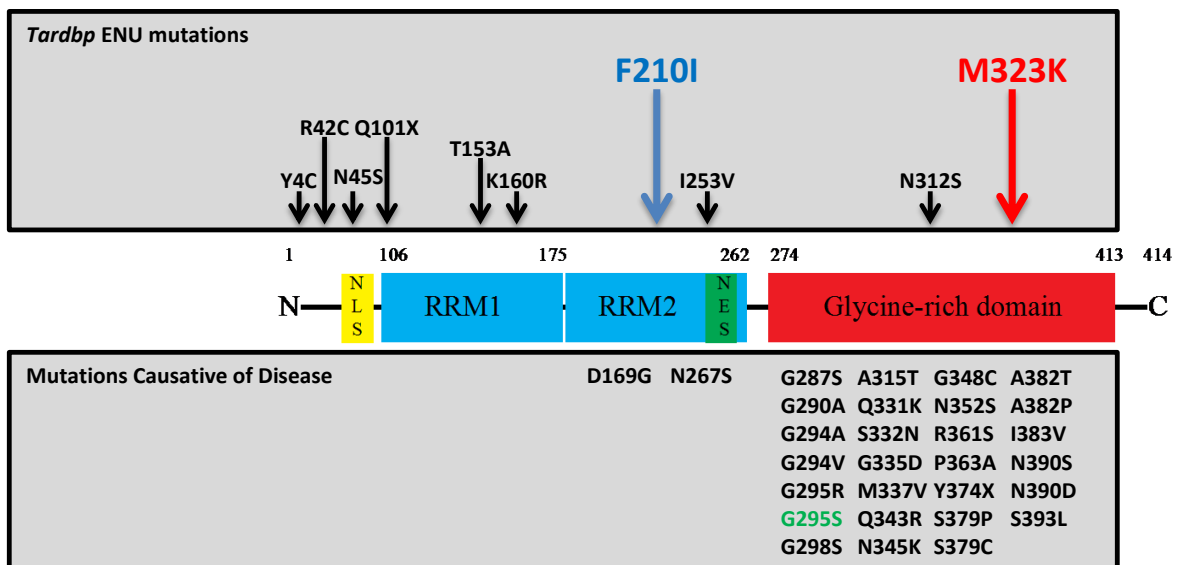 Tardbp ENU mutations
F210I M323K
R42C Q101X
T153A
Y4C N45S K160R I253V N312S
1 106 175 262 274 413 414
N NLS RRM1 RRM2 NES Glycine-rich domain C
Mutations Causative of Disease D169G N267S G287S A315T G348C A382T
G290A Q331K N352S A382P
G294A S332N R361S I383V
G294V G335D P363A N390S
G295R M337V Y374X N390D
G295S Q343R S379P S393L
G298S N345K S379C